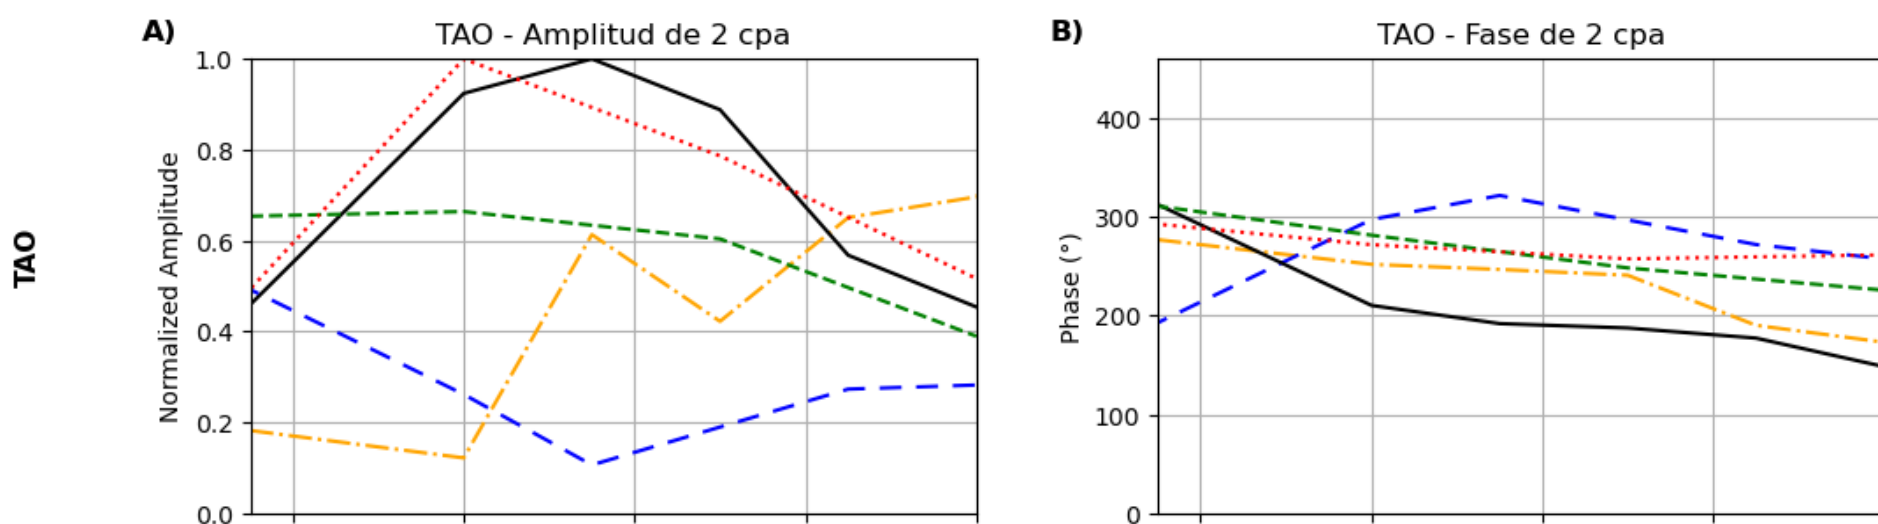 A)
TAO - Amplitud de 2 cpa
1.0
0.8
0.6
0.4
0.2
0.0
Normalized Amplitude
TAO
B)
TAO - Fase de 2 cpa
400
300
200
100
0
Phase (°)